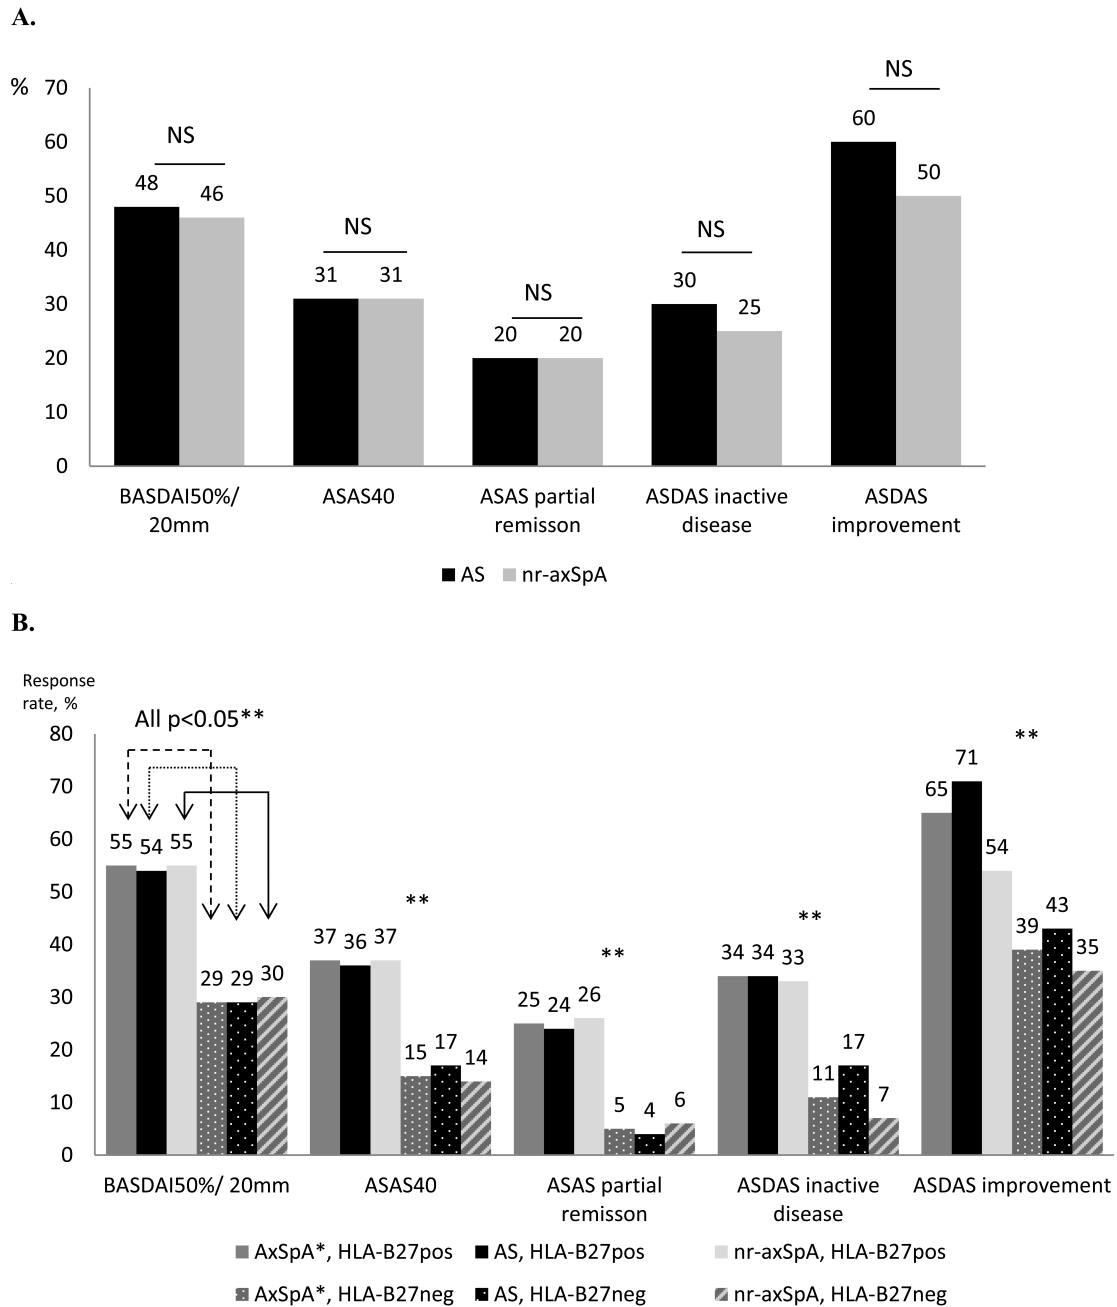 A.
%
70
60
50
40
30
20
10
0
NS
48 46
NS
31 31
NS
20 20
NS
30 25
NS
60 50
BASDAI50%/
20mm
ASAS40
ASAS partial
remisson
ASDAS inactive
disease
ASDAS
improvement
AS nr-axSpA
B.
Response
rate, %
All p<0.05**
80
70
60
50
40
30
20
10
0
55 54 55 29 29 30
**
37 36 37 15 17 14
**
25 24 26 5 4 6
**
34 34 33 11 17 7
**
65 71 54 39 43 35
BASDAI50%/ 20mm
ASAS40
ASAS partial
remisson
ASDAS inactive
disease
ASDAS improvement
AxSpA*, HLA-B27pos AS, HLA-B27pos nr-axSpA, HLA-B27pos
AxSpA*, HLA-B27neg AS, HLA-B27neg nr-axSpA, HLA-B27neg